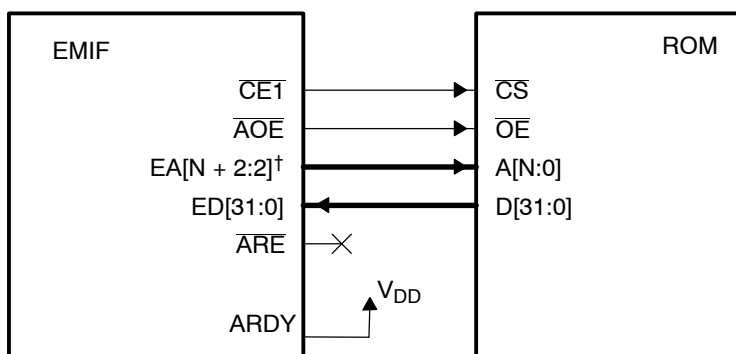 EMIF
ROM
CE1
CS
AOE
OE
EA[N + 2:2]†
A[N:0]
ED[31:0]
D[31:0]
ARE
VDD
ARDY